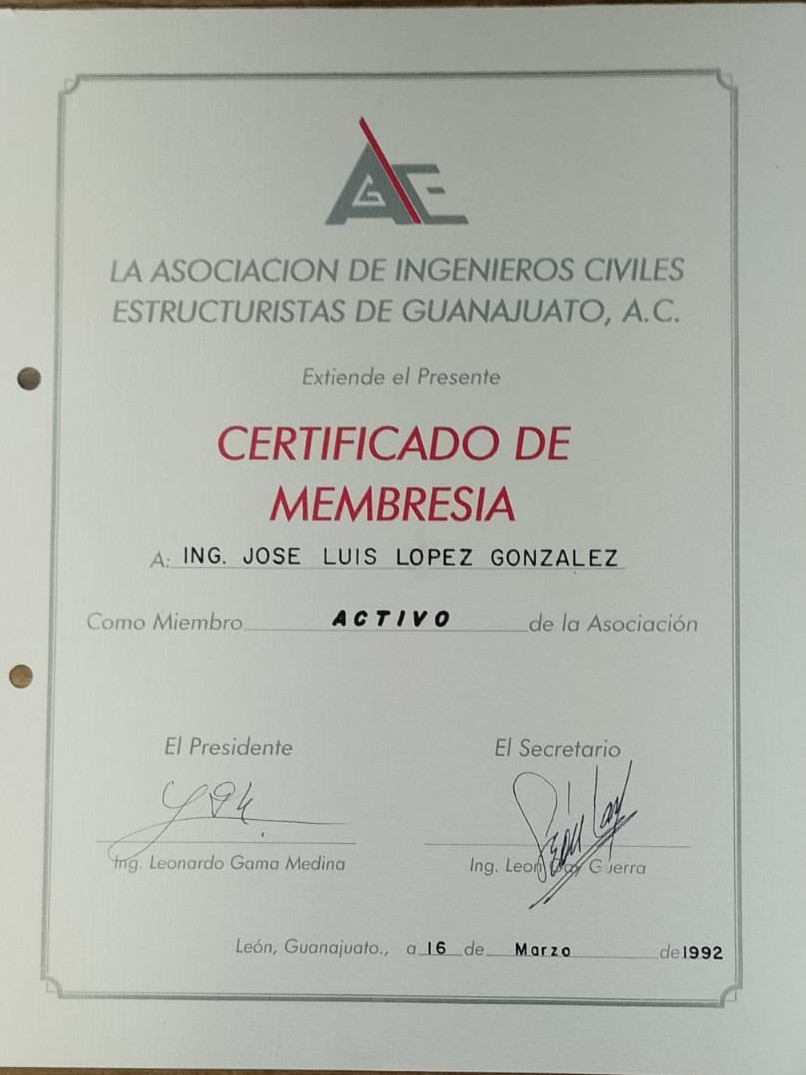 AGE
LA ASOCIACION DE INGENIEROS CIVILES
ESTRUCTURISTAS DE GUANAJUATO, A.C.
Extiende el Presente
CERTIFICADO DE
MEMBRESIA
A: ING. JOSE LUIS LOPEZ GONZALEZ
Como Miembro ACTIVO de la Asociación
El Presidente El Secretario
Ing. Leonardo Gama Medina Ing. Leon Guerra
León, Guanajuato., a 16 de Marzo de 1992